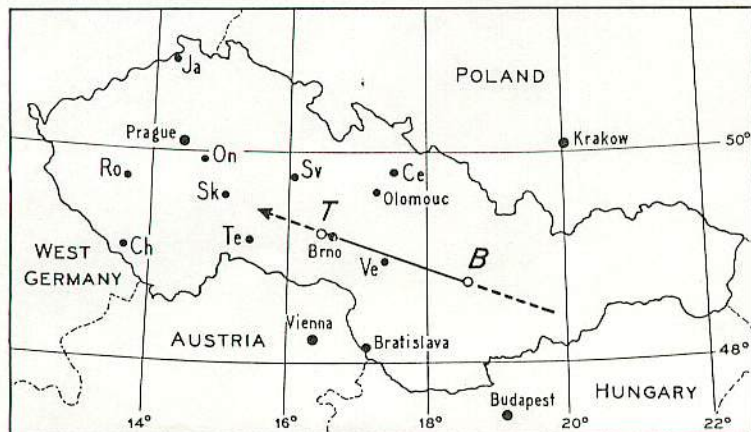 Ja
POLAND
Prague
On
50°
Krakow
Ro
Sv
Ce
Sk
Olomouc
T
Te
Brno
Ch
WEST
GERMANY
Ve
B
AUSTRIA
Vienna
Bratislava
48°
HUNGARY
Budapest
14°
16°
18°
20°
22°